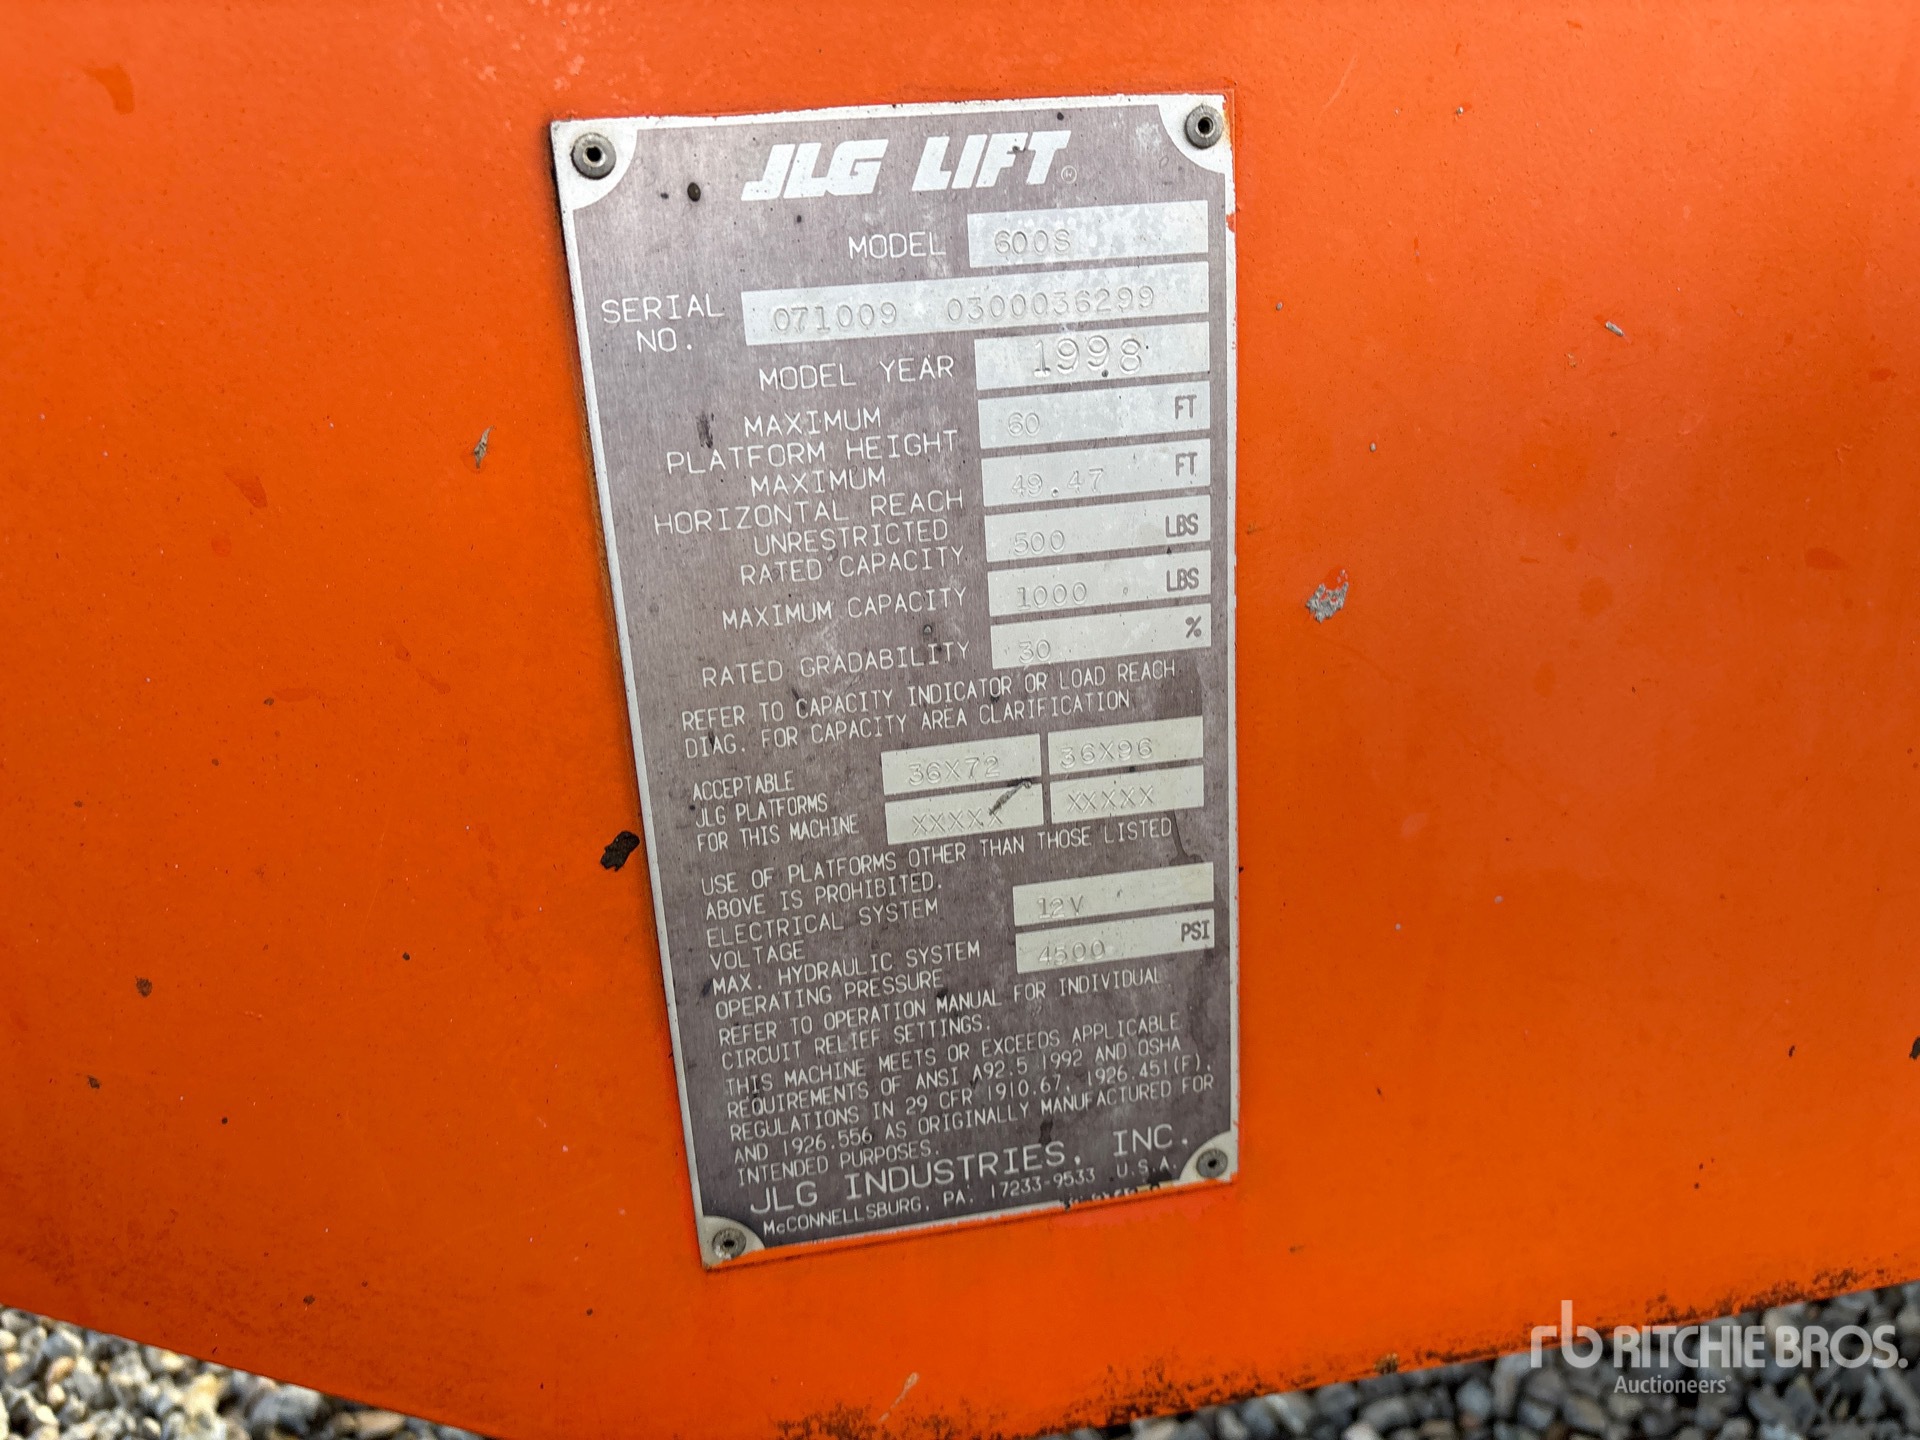 JLG LIFT
MODEL 600S
SERIAL NO. 071009 0300036299
MODEL YEAR 1998
MAXIMUM PLATFORM HEIGHT 60 FT
MAXIMUM HORIZONTAL REACH 49.47 FT
UNRESTRICTED RATED CAPACITY 500 LBS
MAXIMUM CAPACITY 1000 LBS
RATED GRADABILITY 30 %
REFER TO CAPACITY INDICATOR OR LOAD REACH
DIAG. FOR CAPACITY AREA CLARIFICATION
ACCEPTABLE JLG PLATFORMS FOR THIS MACHINE
36X72 36X96
XXXXX XXXXX
USE OF PLATFORMS OTHER THAN THOSE LISTED
ABOVE IS PROHIBITED.
ELECTRICAL SYSTEM VOLTAGE 12V
MAX. HYDRAULIC SYSTEM OPERATING PRESSURE 4500 PSI
REFER TO OPERATION MANUAL FOR INDIVIDUAL
CIRCUIT RELIEF SETTINGS.
THIS MACHINE MEETS OR EXCEEDS APPLICABLE
REQUIREMENTS OF ANSI A92.5 1992 AND OSHA
REGULATIONS IN 29 CFR 1910.67, 1926.451(F),
AND 1926.556 AS ORIGINALLY MANUFACTURED FOR
INTENDED PURPOSES.
JLG INDUSTRIES, INC.
McCONNELLSBURG, PA. 17233-9533 U.S.A.
rb RITCHIE BROS.
Auctioneers